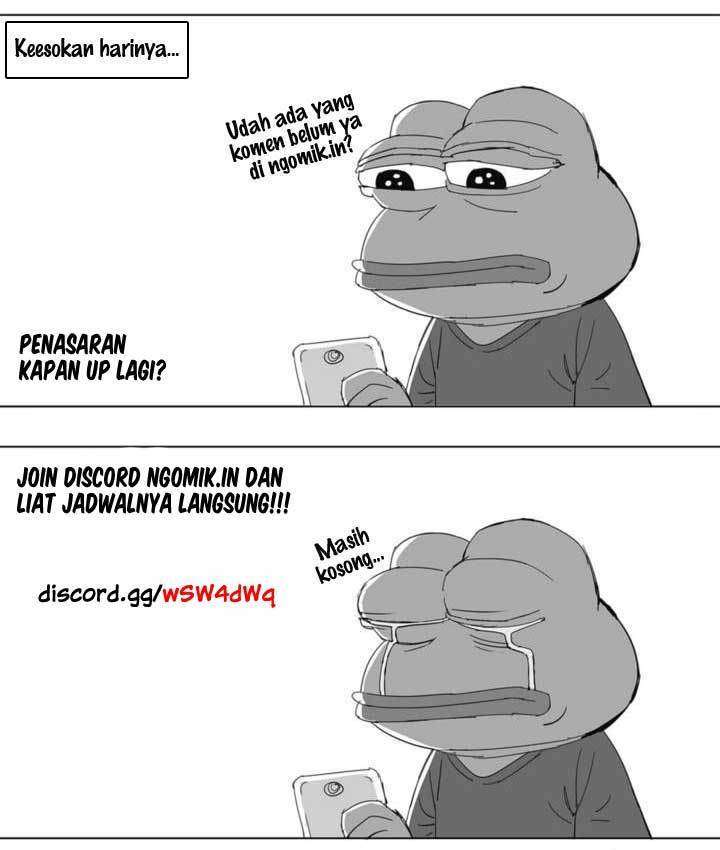 Keesokan harinya...
Udah ada yang
komen belum ya
di ngomik.in?
PENASARAN
KAPAN UP LAGI?
JOIN DISCORD NGOMIK.IN DAN
LIAT JADWALNYA LANGSUNG!!!
Masih
kosong...
discord.gg/wSW4dWq